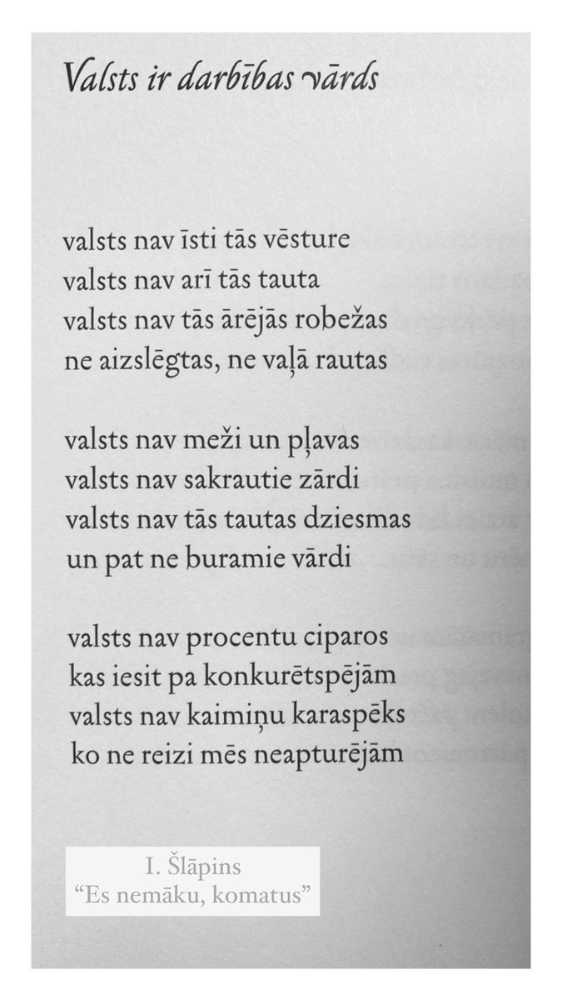 Valsts ir darbības vārds
valsts nav īsti tās vēsture
valsts nav arī tās tauta
valsts nav tās ārējās robežas
ne aizslēgtas, ne vaļā rautas
valsts nav meži un pļavas
valsts nav sakrautie zārdi
valsts nav tās tautas dziesmas
un pat ne buramie vārdi
valsts nav procentu ciparos
kas iesit pa konkurētspējām
valsts nav kaimiņu karaspēks
ko ne reizi mēs neapturējām
I. Šlāpins
“Es nemāku, komatus”